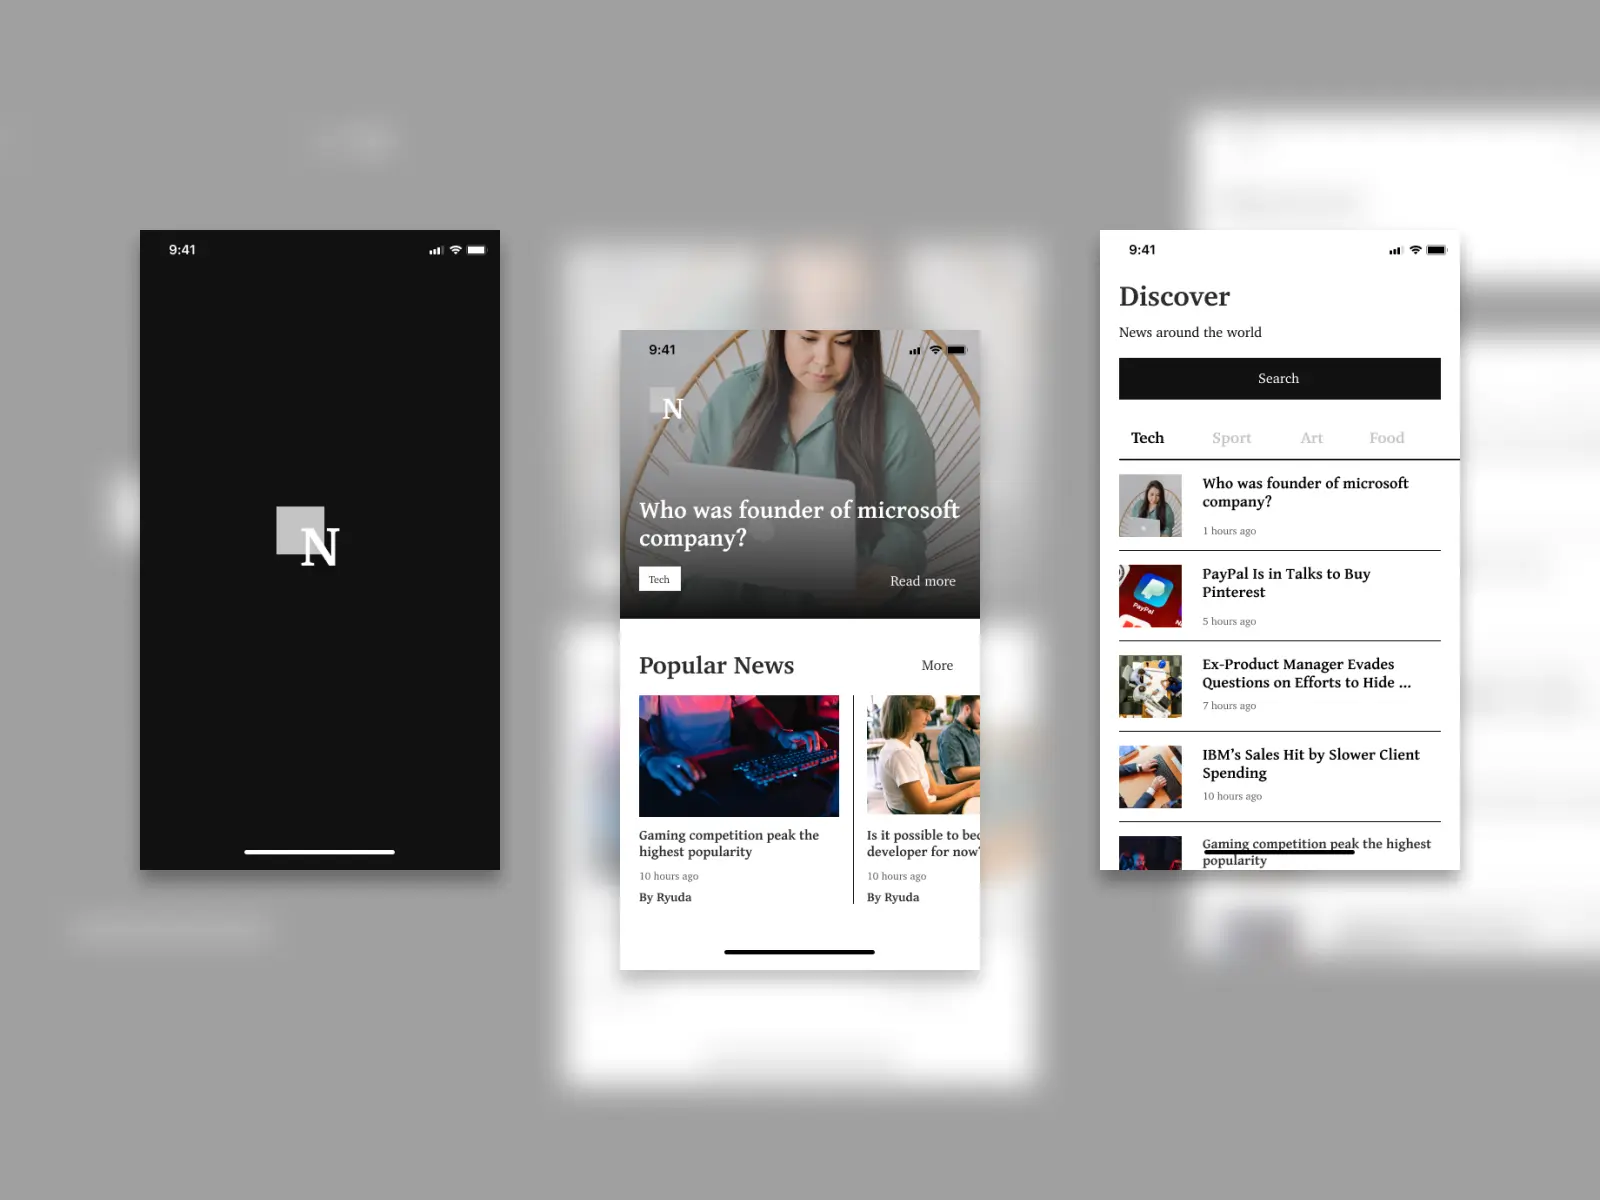 9:41
N
9:41
N
Who was founder of microsoft
company?
Tech
Read more
Popular News
More
Gaming competition peak the
highest popularity
10 hours ago
By Ryuda
Is it possible to bec
developer for now?
10 hours ago
By Ryuda
9:41
Discover
News around the world
Search
Tech
Sport
Art
Food
Who was founder of microsoft
company?
1 hours ago
PayPal
PayPal Is in Talks to Buy
Pinterest
5 hours ago
Ex-Product Manager Evades
Questions on Efforts to Hide ...
7 hours ago
IBM’s Sales Hit by Slower Client
Spending
10 hours ago
Gaming competition peak the highest
popularity